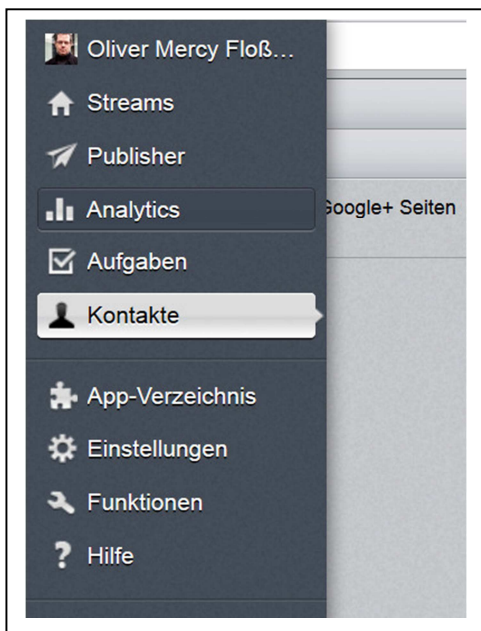 Oliver Mercy Floß...
Streams
Publisher
Analytics
Google+ Seiten
Aufgaben
Kontakte
App-Verzeichnis
Einstellungen
Funktionen
Hilfe